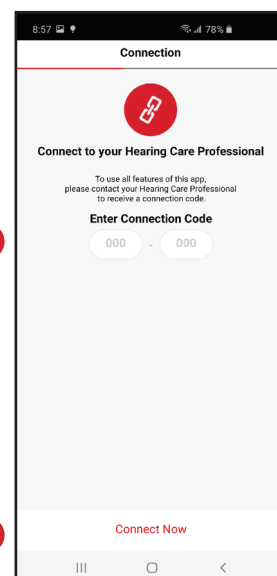 8:57 78%
Connection
Connect to your Hearing Care Professional
To use all features of this app,
please contact your Hearing Care Professional
to receive a connection code.
Enter Connection Code
000 - 000
Connect Now